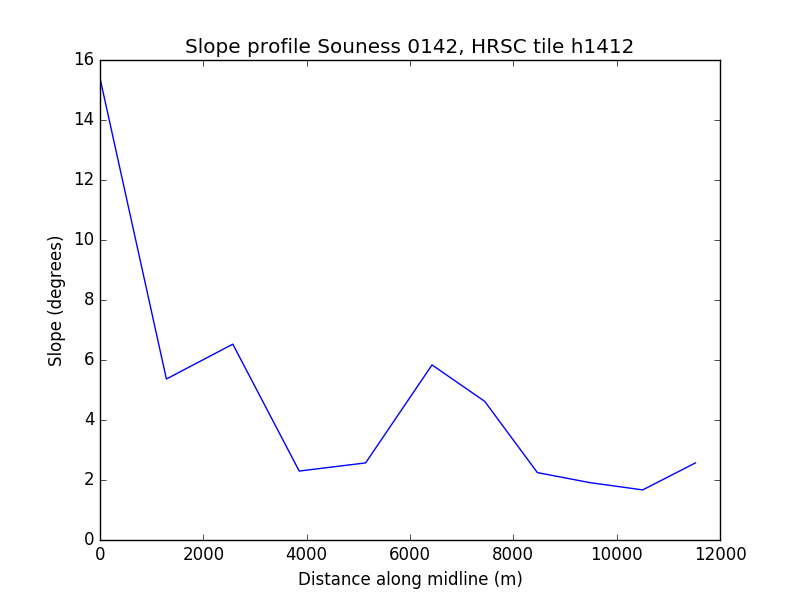 Slope profile Souness 0142, HRSC tile h1412
16
14
12
10
8
6
4
2
0
Slope (degrees)
0 2000 4000 6000 8000 10000 12000
Distance along midline (m)